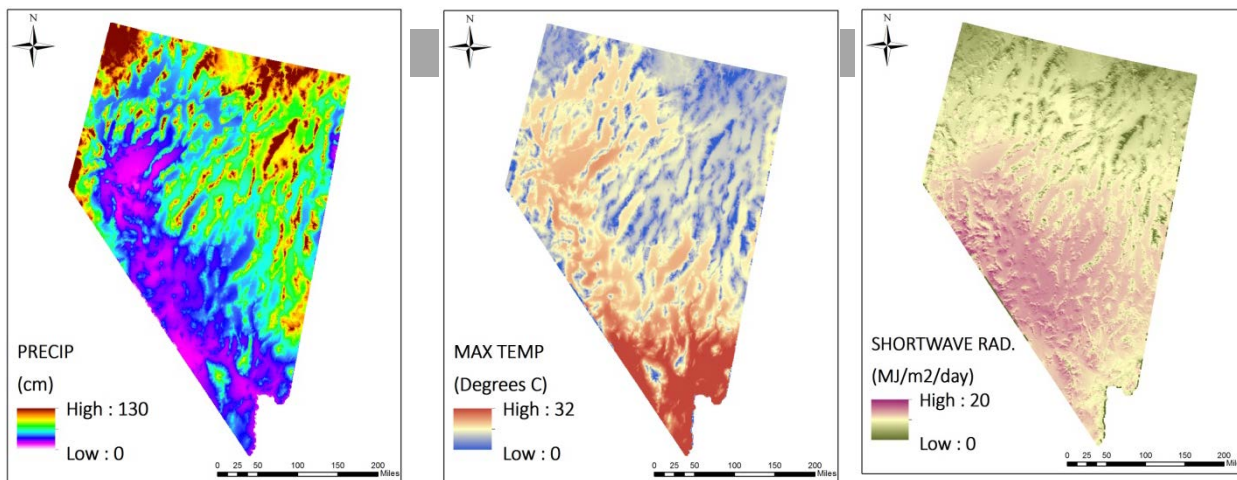 N
PRECIP
(cm)
High : 130
Low : 0
0 25 50 100 150 200
Miles
N
MAX TEMP
(Degrees C)
High : 32
Low : 0
0 25 50 100 150 200
Miles
N
SHORTWAVE RAD.
(MJ/m2/day)
High : 20
Low : 0
0 25 50 100 150 200
Miles